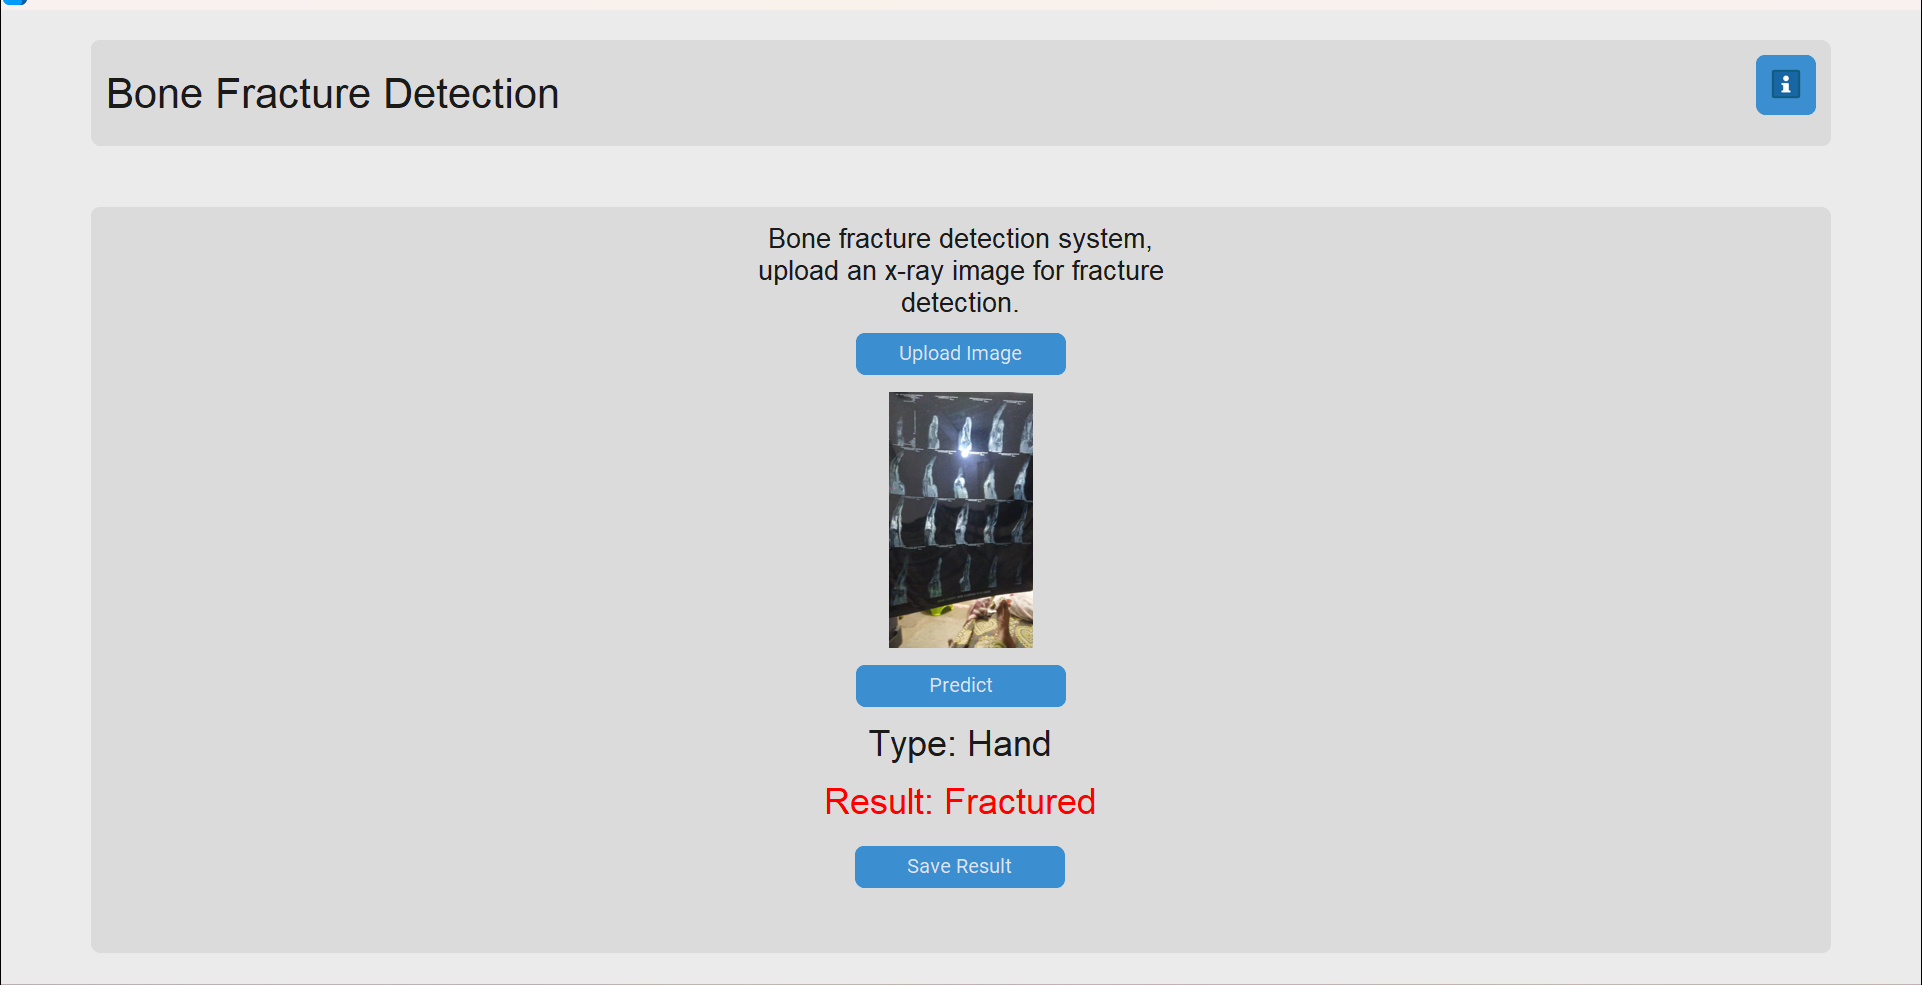 Bone Fracture Detection
Bone fracture detection system,
upload an x-ray image for fracture
detection.
Upload Image
Predict
Type: Hand
Result: Fractured
Save Result